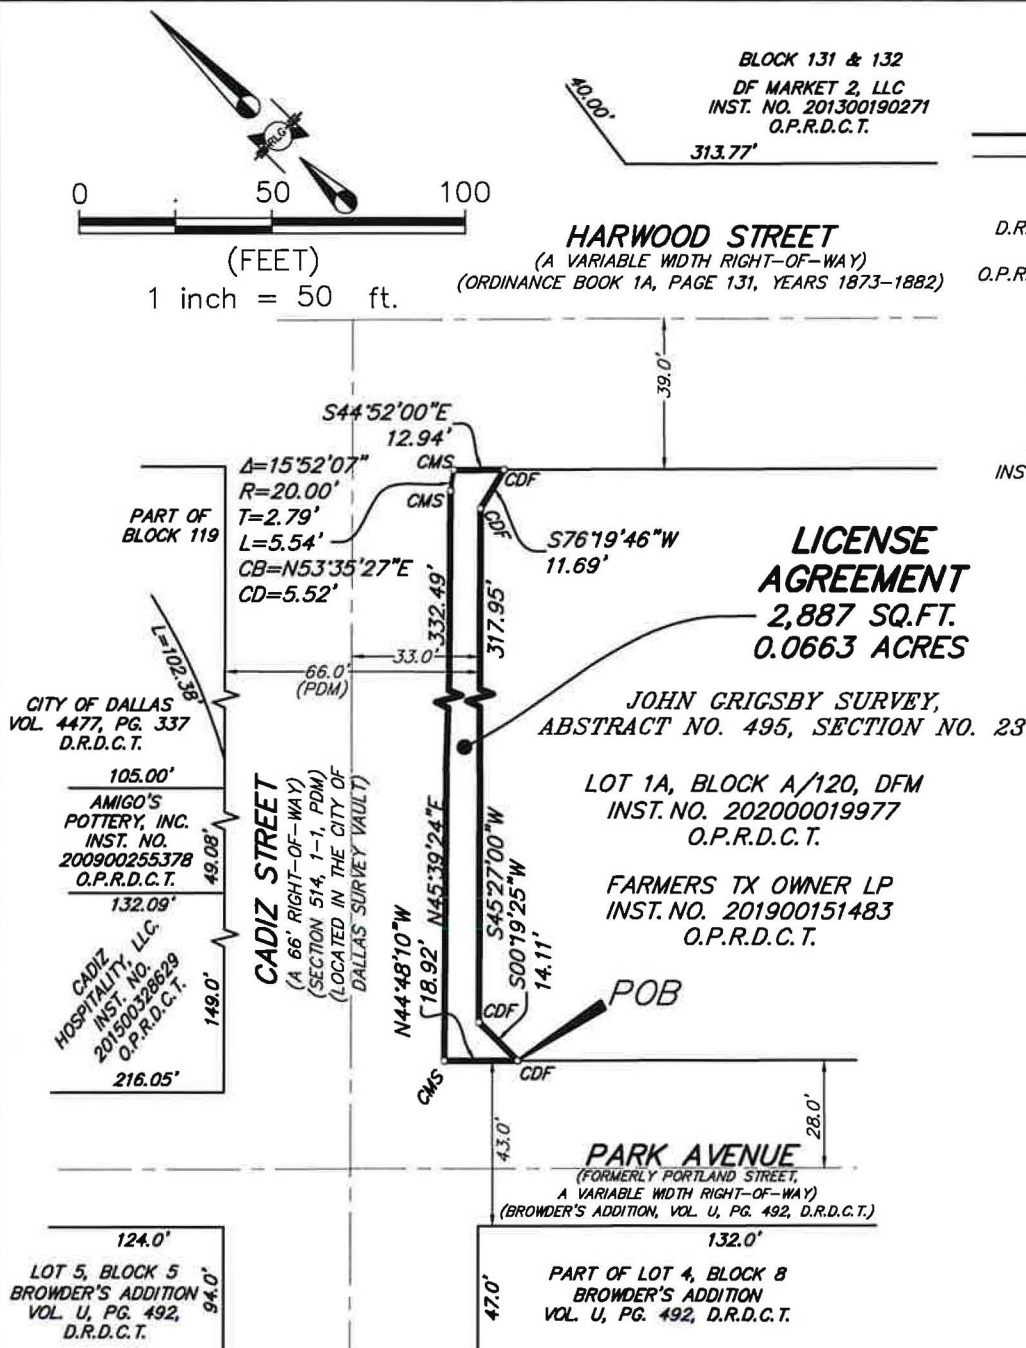 BLOCK 131 & 132
DF MARKET 2, LLC
INST. NO. 201300190271
O.P.R.D.C.T.
40.00'
313.77'
RLG
0 50 100
(FEET)
1 inch = 50 ft.
HARWOOD STREET
(A VARIABLE WIDTH RIGHT-OF-WAY)
(ORDINANCE BOOK 1A, PAGE 131, YEARS 1873-1882)
D.R.
O.P.R.
39.0'
S44°52'00"E
12.94'
CMS
CDF
CMS
CDF
INS
Δ=15°52'07"
R=20.00'
T=2.79'
L=5.54'
CB=N53°35'27"E
CD=5.52'
PART OF
BLOCK 119
S76°19'46"W
11.69'
LICENSE
AGREEMENT
2,887 SQ.FT.
0.0663 ACRES
332.49'
317.95'
33.0'
66.0'
(PDM)
L=102.38'
CITY OF DALLAS
VOL. 4477, PG. 337
D.R.D.C.T.
JOHN GRIGSBY SURVEY,
ABSTRACT NO. 495, SECTION NO. 23
105.00'
AMIGO'S
POTTERY, INC.
INST. NO.
200900255378
O.P.R.D.C.T.
49.08'
LOT 1A, BLOCK A/120, DFM
INST. NO. 202000019977
O.P.R.D.C.T.
FARMERS TX OWNER LP
INST. NO. 201900151483
O.P.R.D.C.T.
CADIZ STREET
(A 66' RIGHT-OF-WAY)
(SECTION 514, 1-1, PDM)
(LOCATED IN THE CITY OF
DALLAS SURVEY VAULT)
N45°39'24"E
S45°27'00"W
S00°19'25"W
14.11'
N44°48'10"W
18.92'
132.09'
CADIZ
HOSPITALITY, LLC.
INST. NO.
201500328629
O.P.R.D.C.T.
149.0'
216.05'
POB
CDF
CMS
CDF
43.0'
28.0'
PARK AVENUE
(FORMERLY PORTLAND STREET,
A VARIABLE WIDTH RIGHT-OF-WAY)
(BROWDER'S ADDITION, VOL. U, PG. 492, D.R.D.C.T.)
124.0'
LOT 5, BLOCK 5
BROWDER'S ADDITION
VOL. U, PG. 492,
D.R.D.C.T.
94.0'
47.0'
132.0'
PART OF LOT 4, BLOCK 8
BROWDER'S ADDITION
VOL. U, PG. 492, D.R.D.C.T.